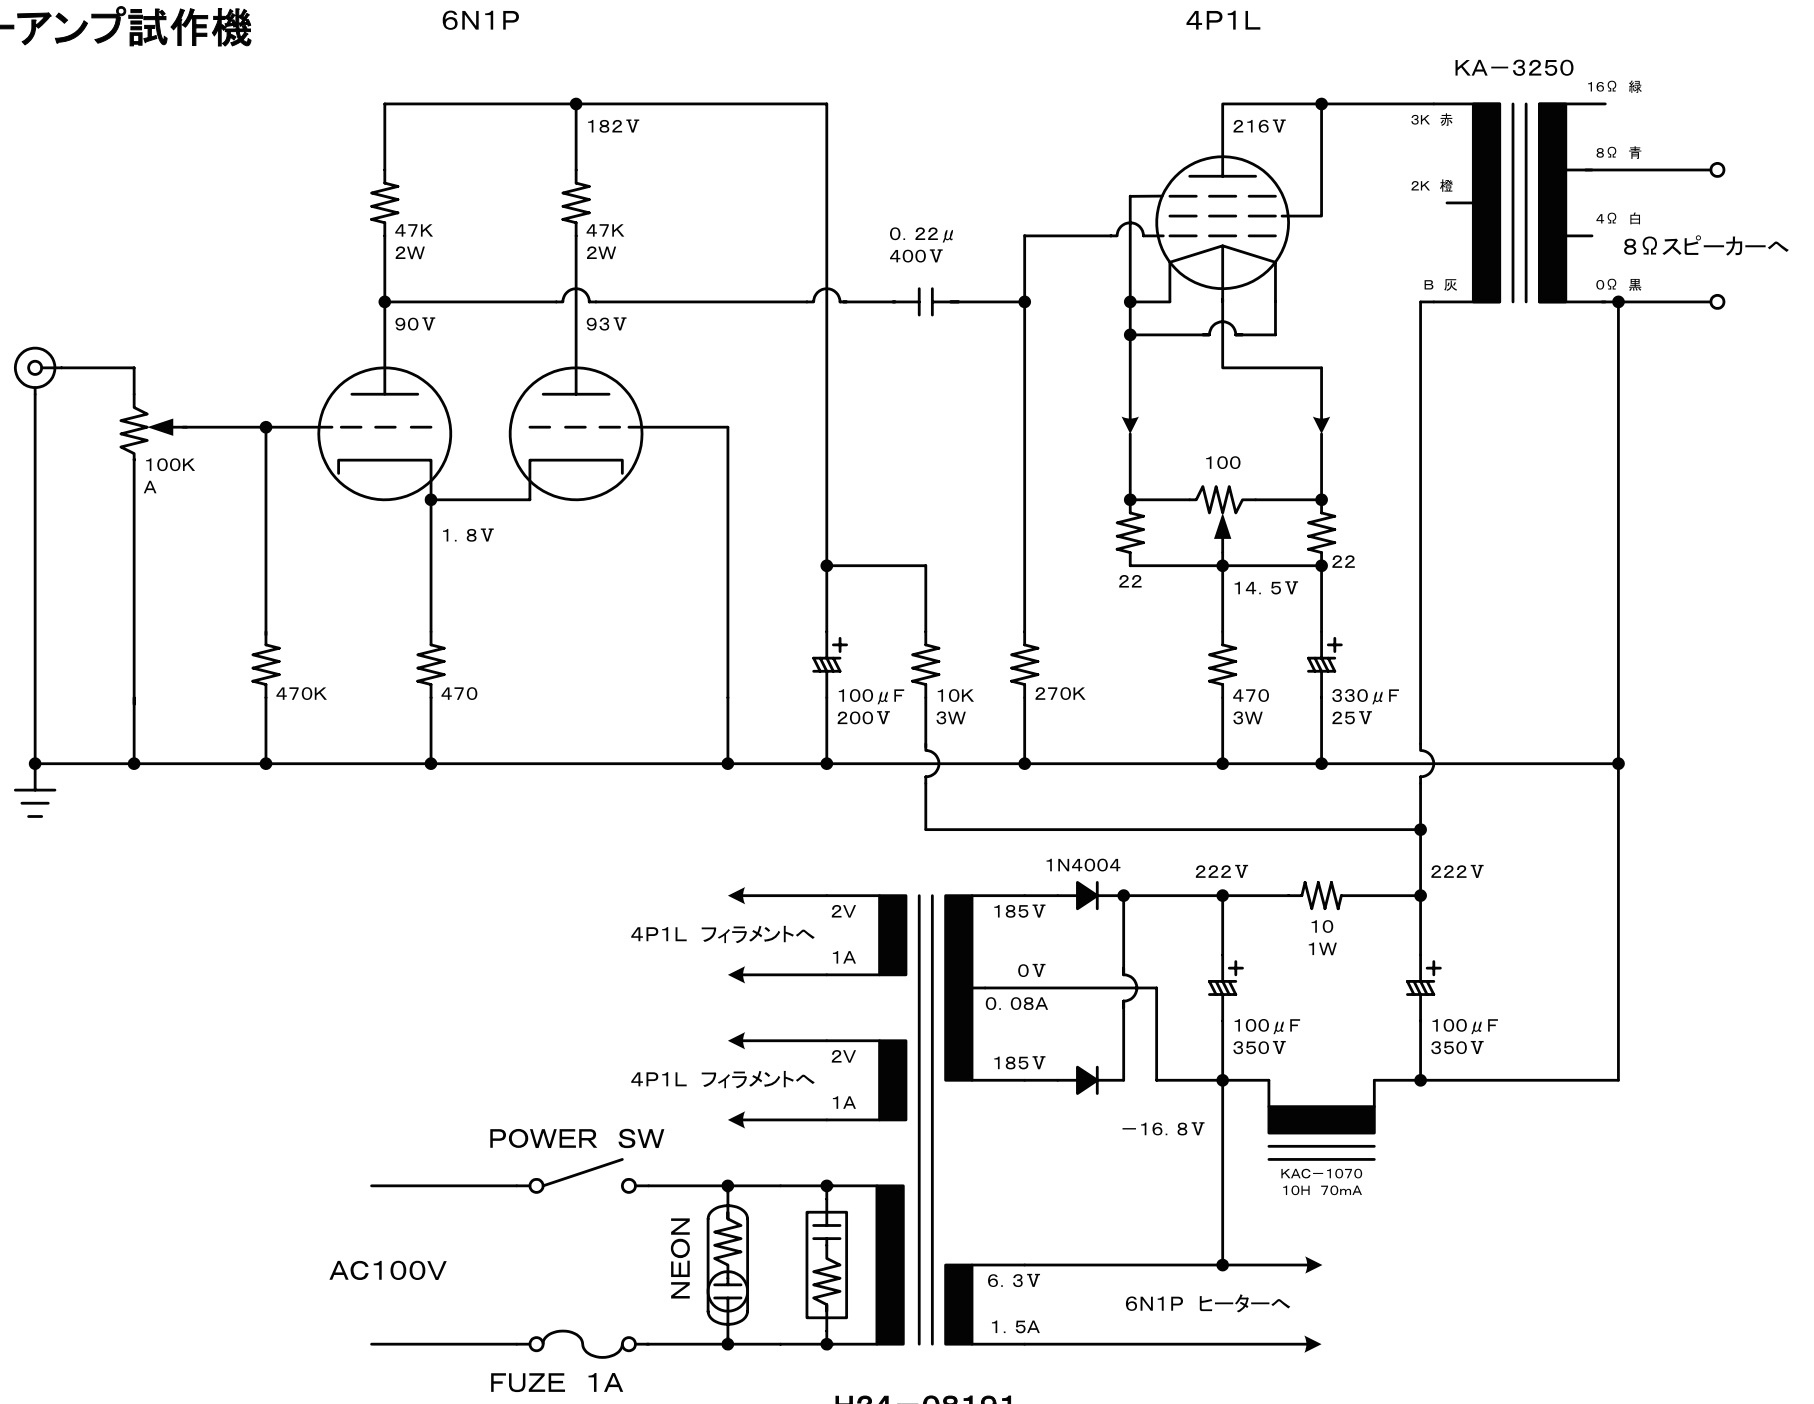 ーアンプ試作機
6N1P
4P1L
KA－3250
16Ω 緑
3K 赤
8Ω 青
2K 橙
4Ω 白
8Ωスピーカーへ
B 灰
0Ω 黒
182V
216V
47K
2W
47K
2W
0.22μ
400V
90V
93V
100K
A
1.8V
100
22
22
14.5V
470K
470
100μF
200V
10K
3W
270K
470
3W
330μF
25V
1N4004
222V
222V
2V
4P1L フィラメントへ
1A
185V
0V
0.08A
185V
10
1W
100μF
350V
100μF
350V
2V
4P1L フィラメントへ
1A
－16.8V
KAC－1070
10H 70mA
POWER SW
NEON
AC100V
6.3V
6N1P ヒーターへ
1.5A
FUZE 1A
H24－08191